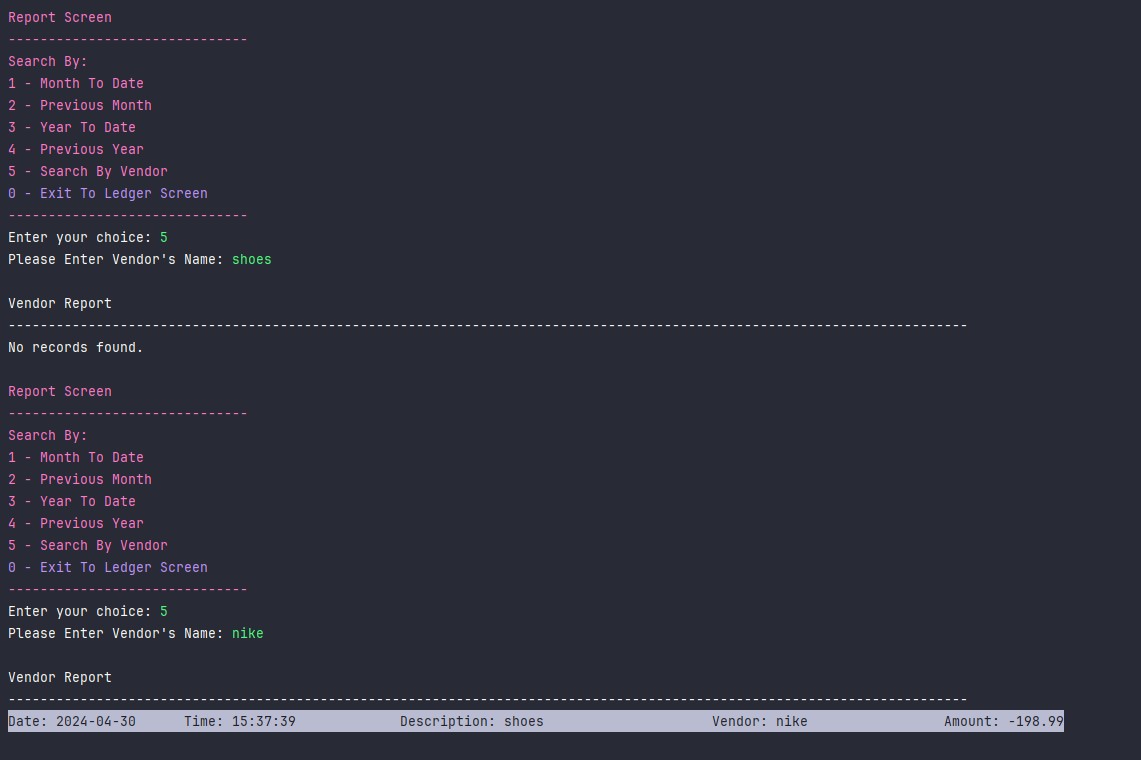 Report Screen
------------------------------
Search By:
1 - Month To Date
2 - Previous Month
3 - Year To Date
4 - Previous Year
5 - Search By Vendor
0 - Exit To Ledger Screen
------------------------------
Enter your choice: 5
Please Enter Vendor's Name: shoes
Vendor Report
------------------------------------------------------------------------------------------------------------------------
No records found.
Report Screen
------------------------------
Search By:
1 - Month To Date
2 - Previous Month
3 - Year To Date
4 - Previous Year
5 - Search By Vendor
0 - Exit To Ledger Screen
------------------------------
Enter your choice: 5
Please Enter Vendor's Name: nike
Vendor Report
------------------------------------------------------------------------------------------------------------------------
Date: 2024-04-30      Time: 15:37:39             Description: shoes                     Vendor: nike                 Amount: -198.99